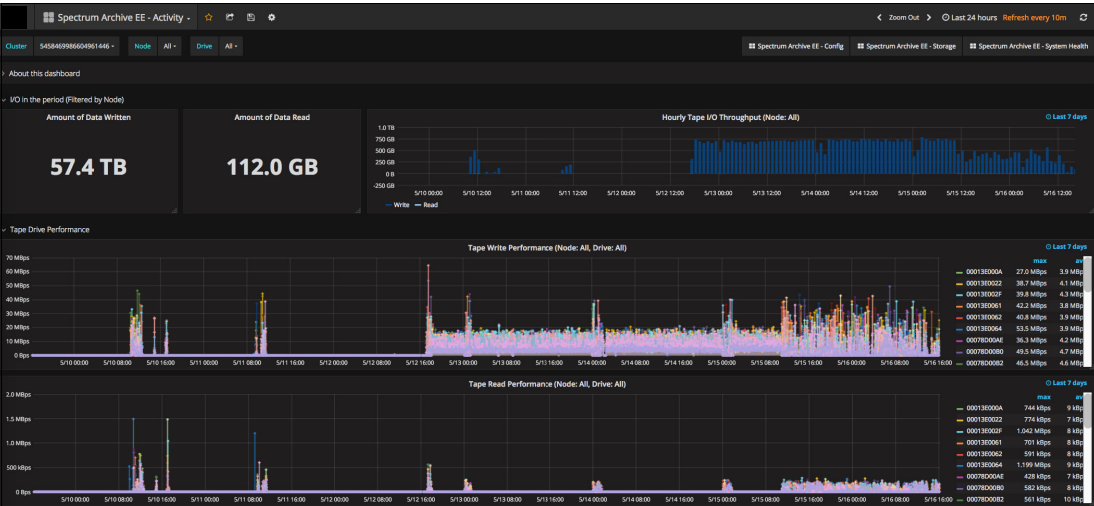 Spectrum Archive EE - Activity
Zoom Out
Last 24 hours Refresh every 10m
Cluster 5458469986604961446 Node All Drive All
Spectrum Archive EE - Config
Spectrum Archive EE - Storage
Spectrum Archive EE - System Health
About this dashboard
I/O in the period (Filtered by Node)
Amount of Data Written
57.4 TB
Amount of Data Read
112.0 GB
Hourly Tape I/O Throughput (Node: All)
Last 7 days
1.0 TB
750 GB
500 GB
250 GB
0 B
-250 GB
5/10 00:00 5/10 12:00 5/11 00:00 5/11 12:00 5/12 00:00 5/12 12:00 5/13 00:00 5/13 12:00 5/14 00:00 5/14 12:00 5/15 00:00 5/15 12:00 5/16 00:00 5/16 12:00
Write Read
Tape Drive Performance
Tape Write Performance (Node: All, Drive: All)
Last 7 days
70 MBps
60 MBps
50 MBps
40 MBps
30 MBps
20 MBps
10 MBps
0 Bps
5/10 00:00 5/10 08:00 5/10 16:00 5/11 00:00 5/11 08:00 5/11 16:00 5/12 00:00 5/12 08:00 5/12 16:00 5/13 00:00 5/13 08:00 5/13 16:00 5/14 00:00 5/14 08:00 5/14 16:00 5/15 00:00 5/15 08:00 5/15 16:00 5/16 00:00 5/16 08:00 5/16 16:00
max av
00013E000A 27.0 MBps 3.9 MBp
00013E0022 38.7 MBps 4.1 MBp
00013E002F 39.8 MBps 4.3 MBp
00013E0061 42.2 MBps 3.8 MBp
00013E0062 40.8 MBps 3.9 MBp
00013E0064 53.5 MBps 3.9 MBp
00078D00AE 36.3 MBps 4.2 MBp
00078D00B0 49.5 MBps 4.7 MBp
00078D00B2 46.5 MBps 4.6 MBp
Tape Read Performance (Node: All, Drive: All)
Last 7 days
2.0 MBps
1.5 MBps
1.0 MBps
500 kBps
0 Bps
5/10 00:00 5/10 08:00 5/10 16:00 5/11 00:00 5/11 08:00 5/11 16:00 5/12 00:00 5/12 08:00 5/12 16:00 5/13 00:00 5/13 08:00 5/13 16:00 5/14 00:00 5/14 08:00 5/14 16:00 5/15 00:00 5/15 08:00 5/15 16:00 5/16 00:00 5/16 08:00 5/16 16:00
max av
00013E000A 744 kBps 9 kBp
00013E0022 774 kBps 7 kBp
00013E002F 1.042 MBps 8 kBp
00013E0061 701 kBps 8 kBp
00013E0062 591 kBps 8 kBp
00013E0064 1.199 MBps 9 kBp
00078D00AE 428 kBps 7 kBp
00078D00B0 582 kBps 8 kBp
00078D00B2 561 kBps 10 kBp